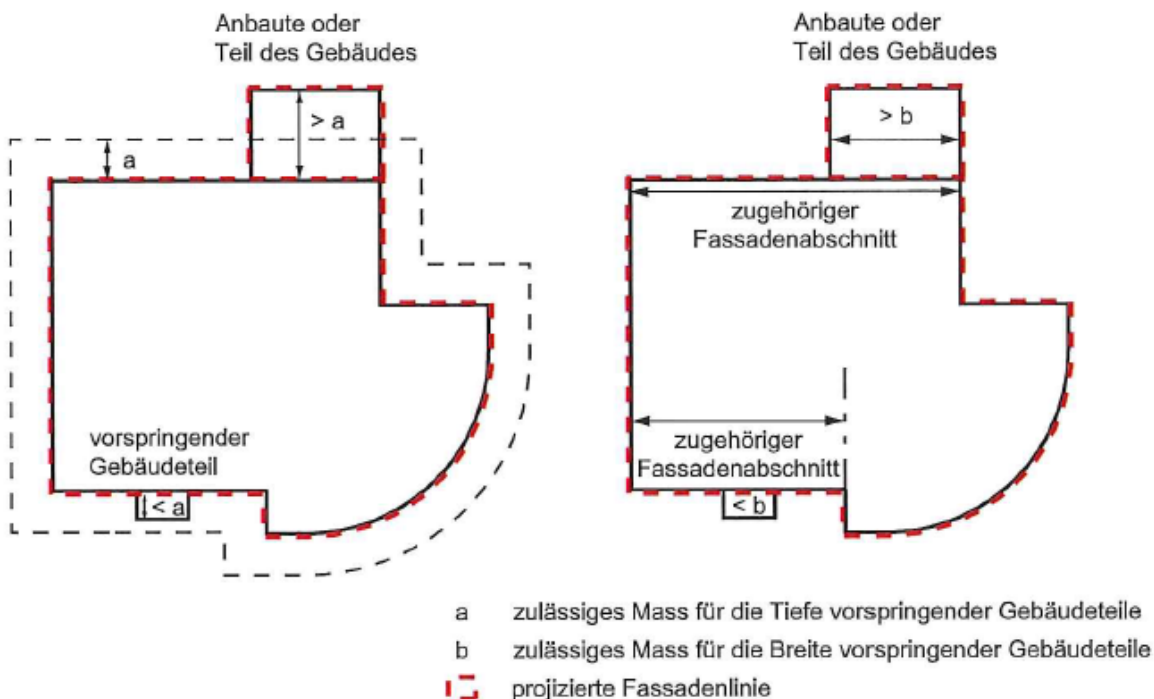 Anbaute oder
Teil des Gebäudes
> a
a
vorspringender
Gebäudeteil
< a
Anbaute oder
Teil des Gebäudes
> b
zugehöriger
Fassadenabschnitt
zugehöriger
Fassadenabschnitt
< b
a zulässiges Mass für die Tiefe vorspringender Gebäudeteile
b zulässiges Mass für die Breite vorspringender Gebäudeteile
projizierte Fassadenlinie